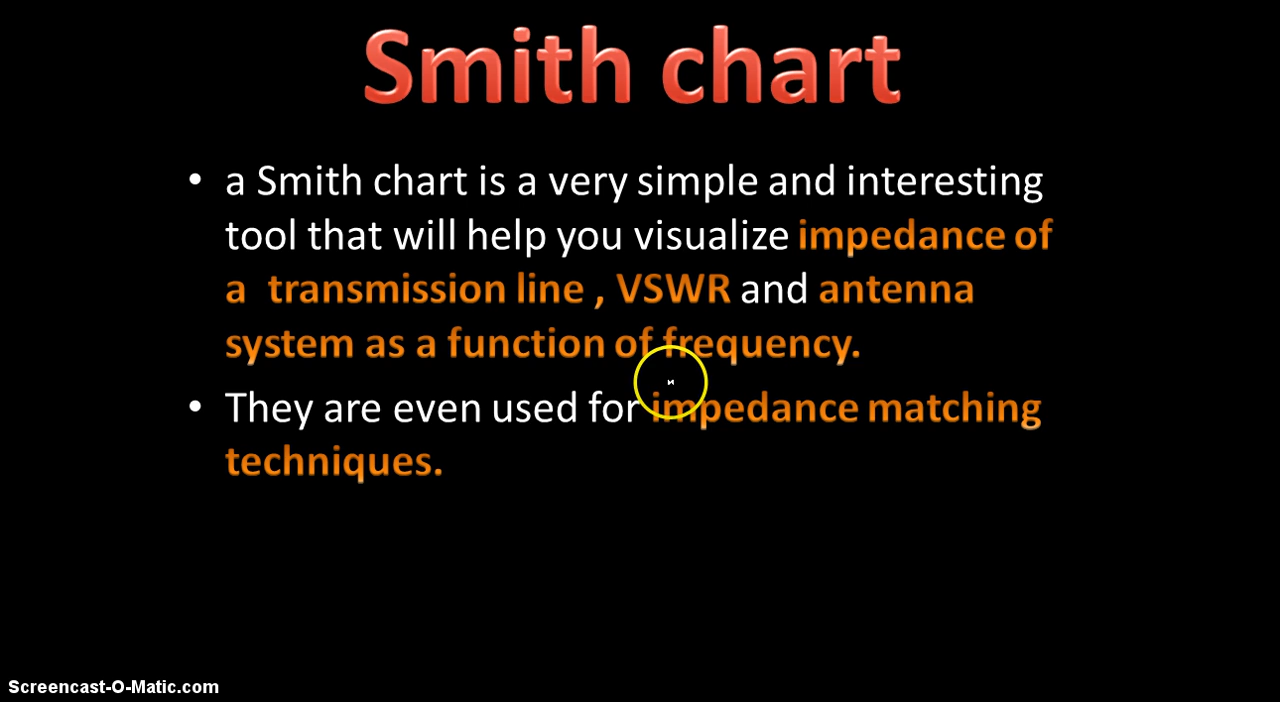 Smith chart
• a Smith chart is a very simple and interesting
tool that will help you visualize impedance of
a transmission line , VSWR and antenna
system as a function of frequency.
• They are even used for impedance matching
techniques.
Screencast-O-Matic.com